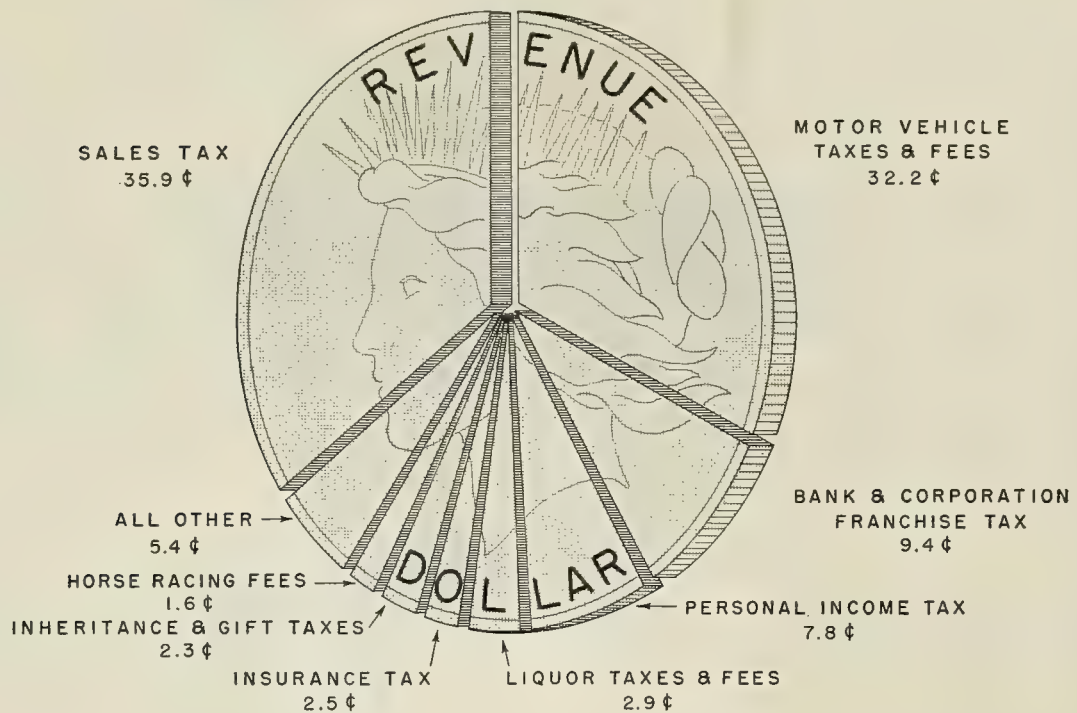 REVENUE
SALES TAX
35.9 ¢
MOTOR VEHICLE
TAXES & FEES
32.2 ¢
BANK & CORPORATION
FRANCHISE TAX
9.4 ¢
ALL OTHER
5.4 ¢
HORSE RACING FEES
1.6 ¢
INHERITANCE & GIFT TAXES
2.3 ¢
INSURANCE TAX
2.5 ¢
LIQUOR TAXES & FEES
2.9 ¢
PERSONAL INCOME TAX
7.8 ¢
DOLLAR